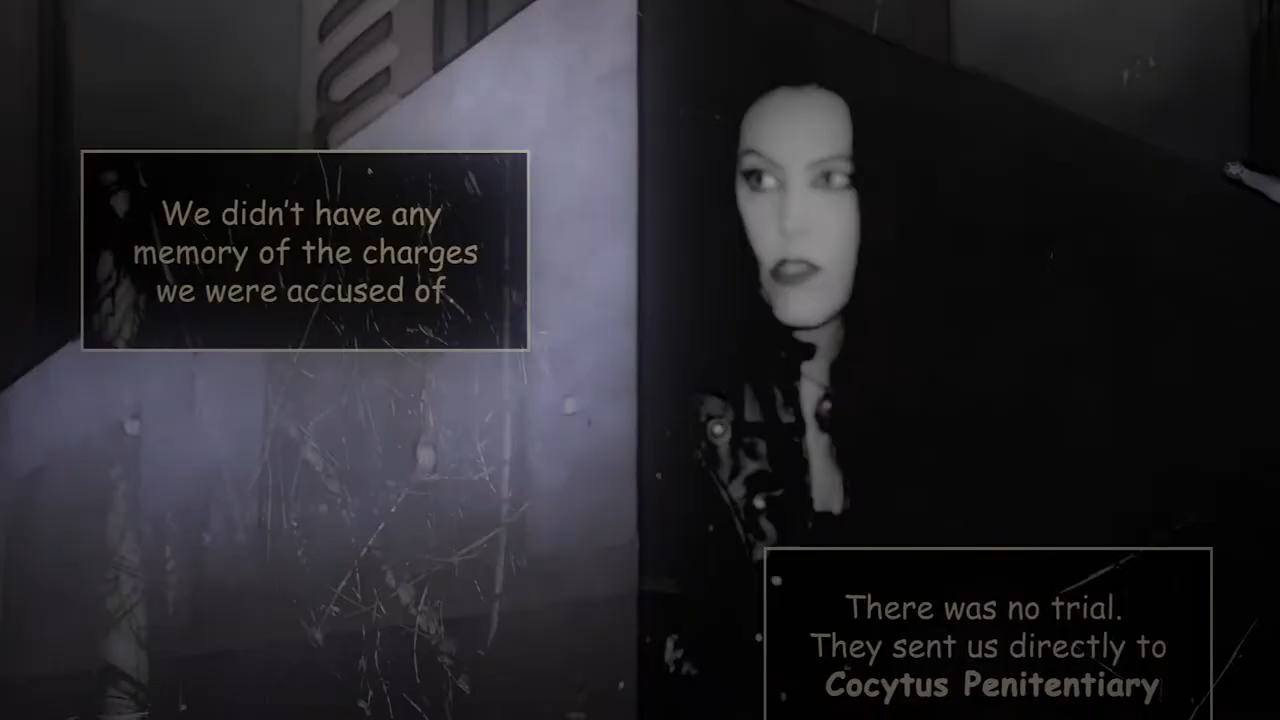 We didn't have any
memory of the charges
we were accused of
There was no trial.
They sent us directly to
Cocytus Penitentiary